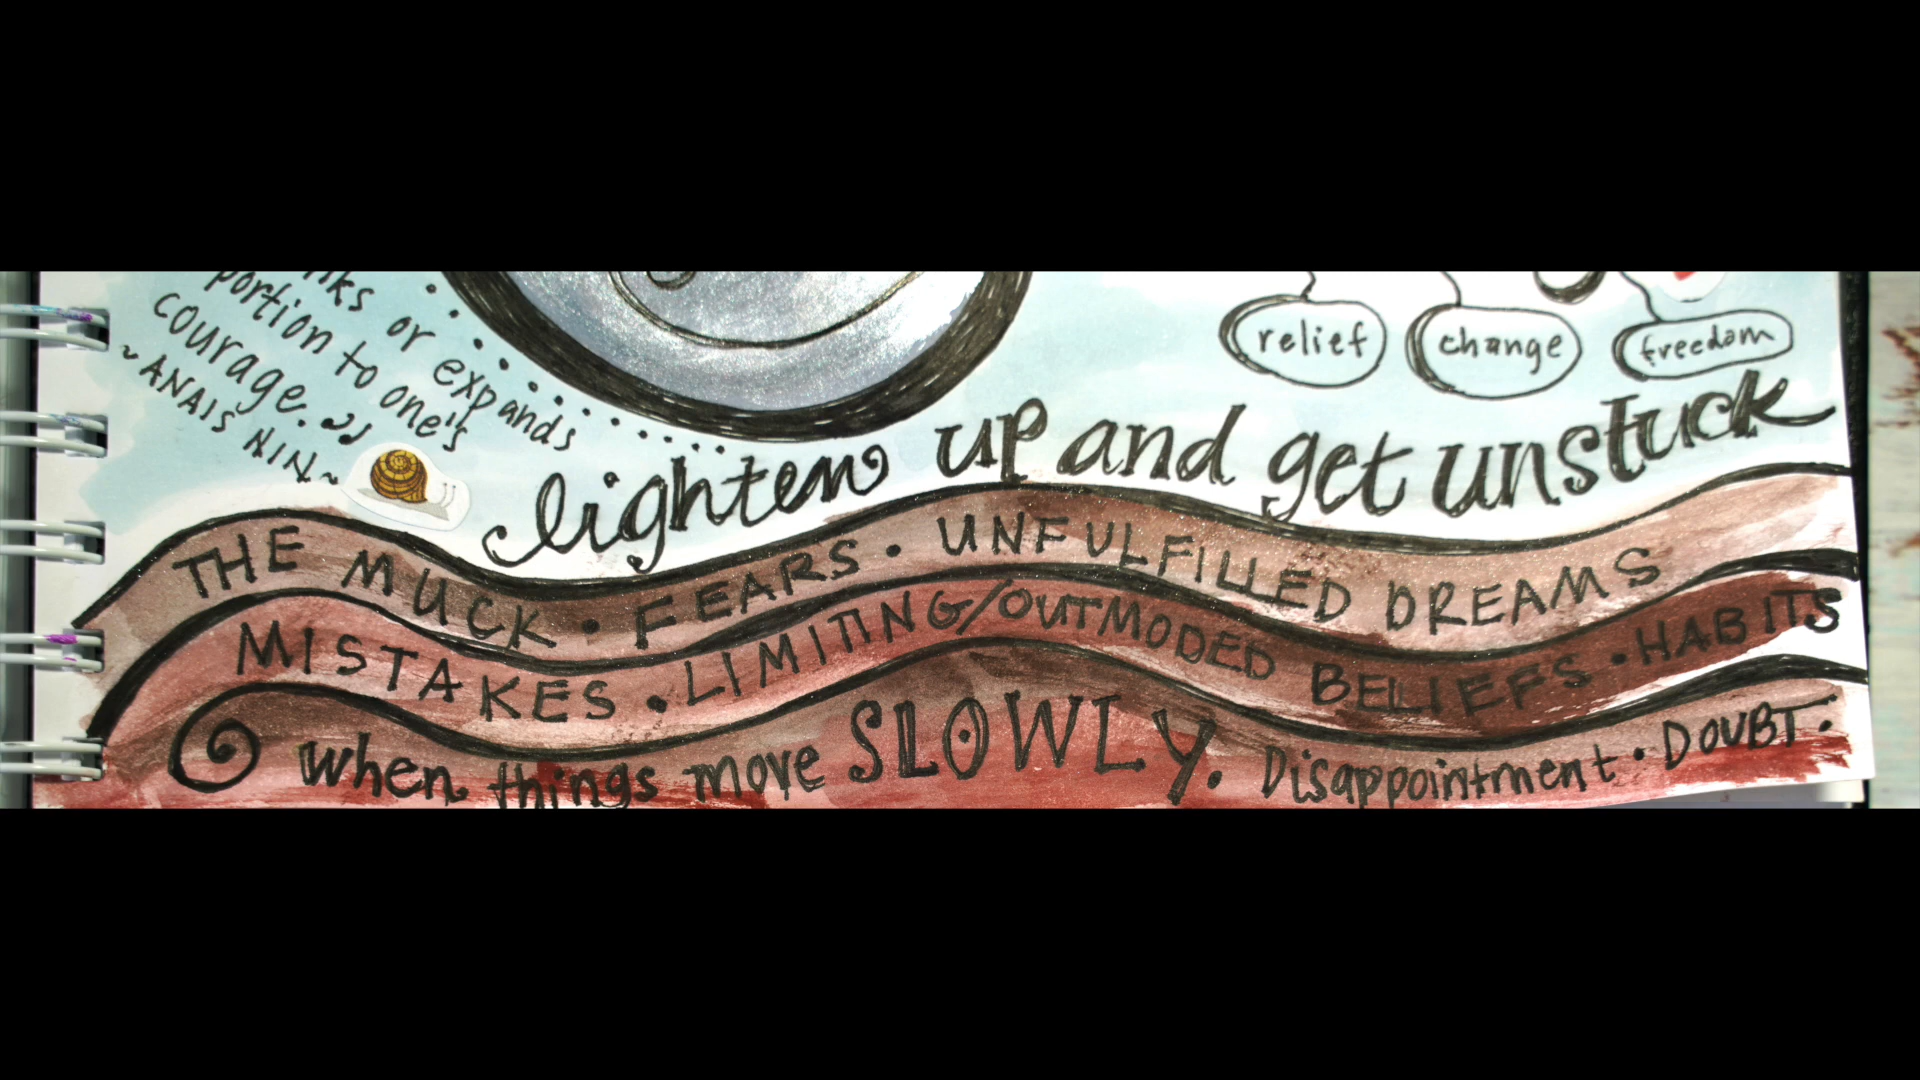 or expands
portion to one's
courage."
~ANAIS NIN~
relief
change
freedom
lighten up and get unstuck
THE MUCK • FEARS • UNFULFILLED DREAMS
MISTAKES • LIMITING/OUTMODED BELIEFS • HABITS
when things move SLOWLY. Disappointment • DOUBT •